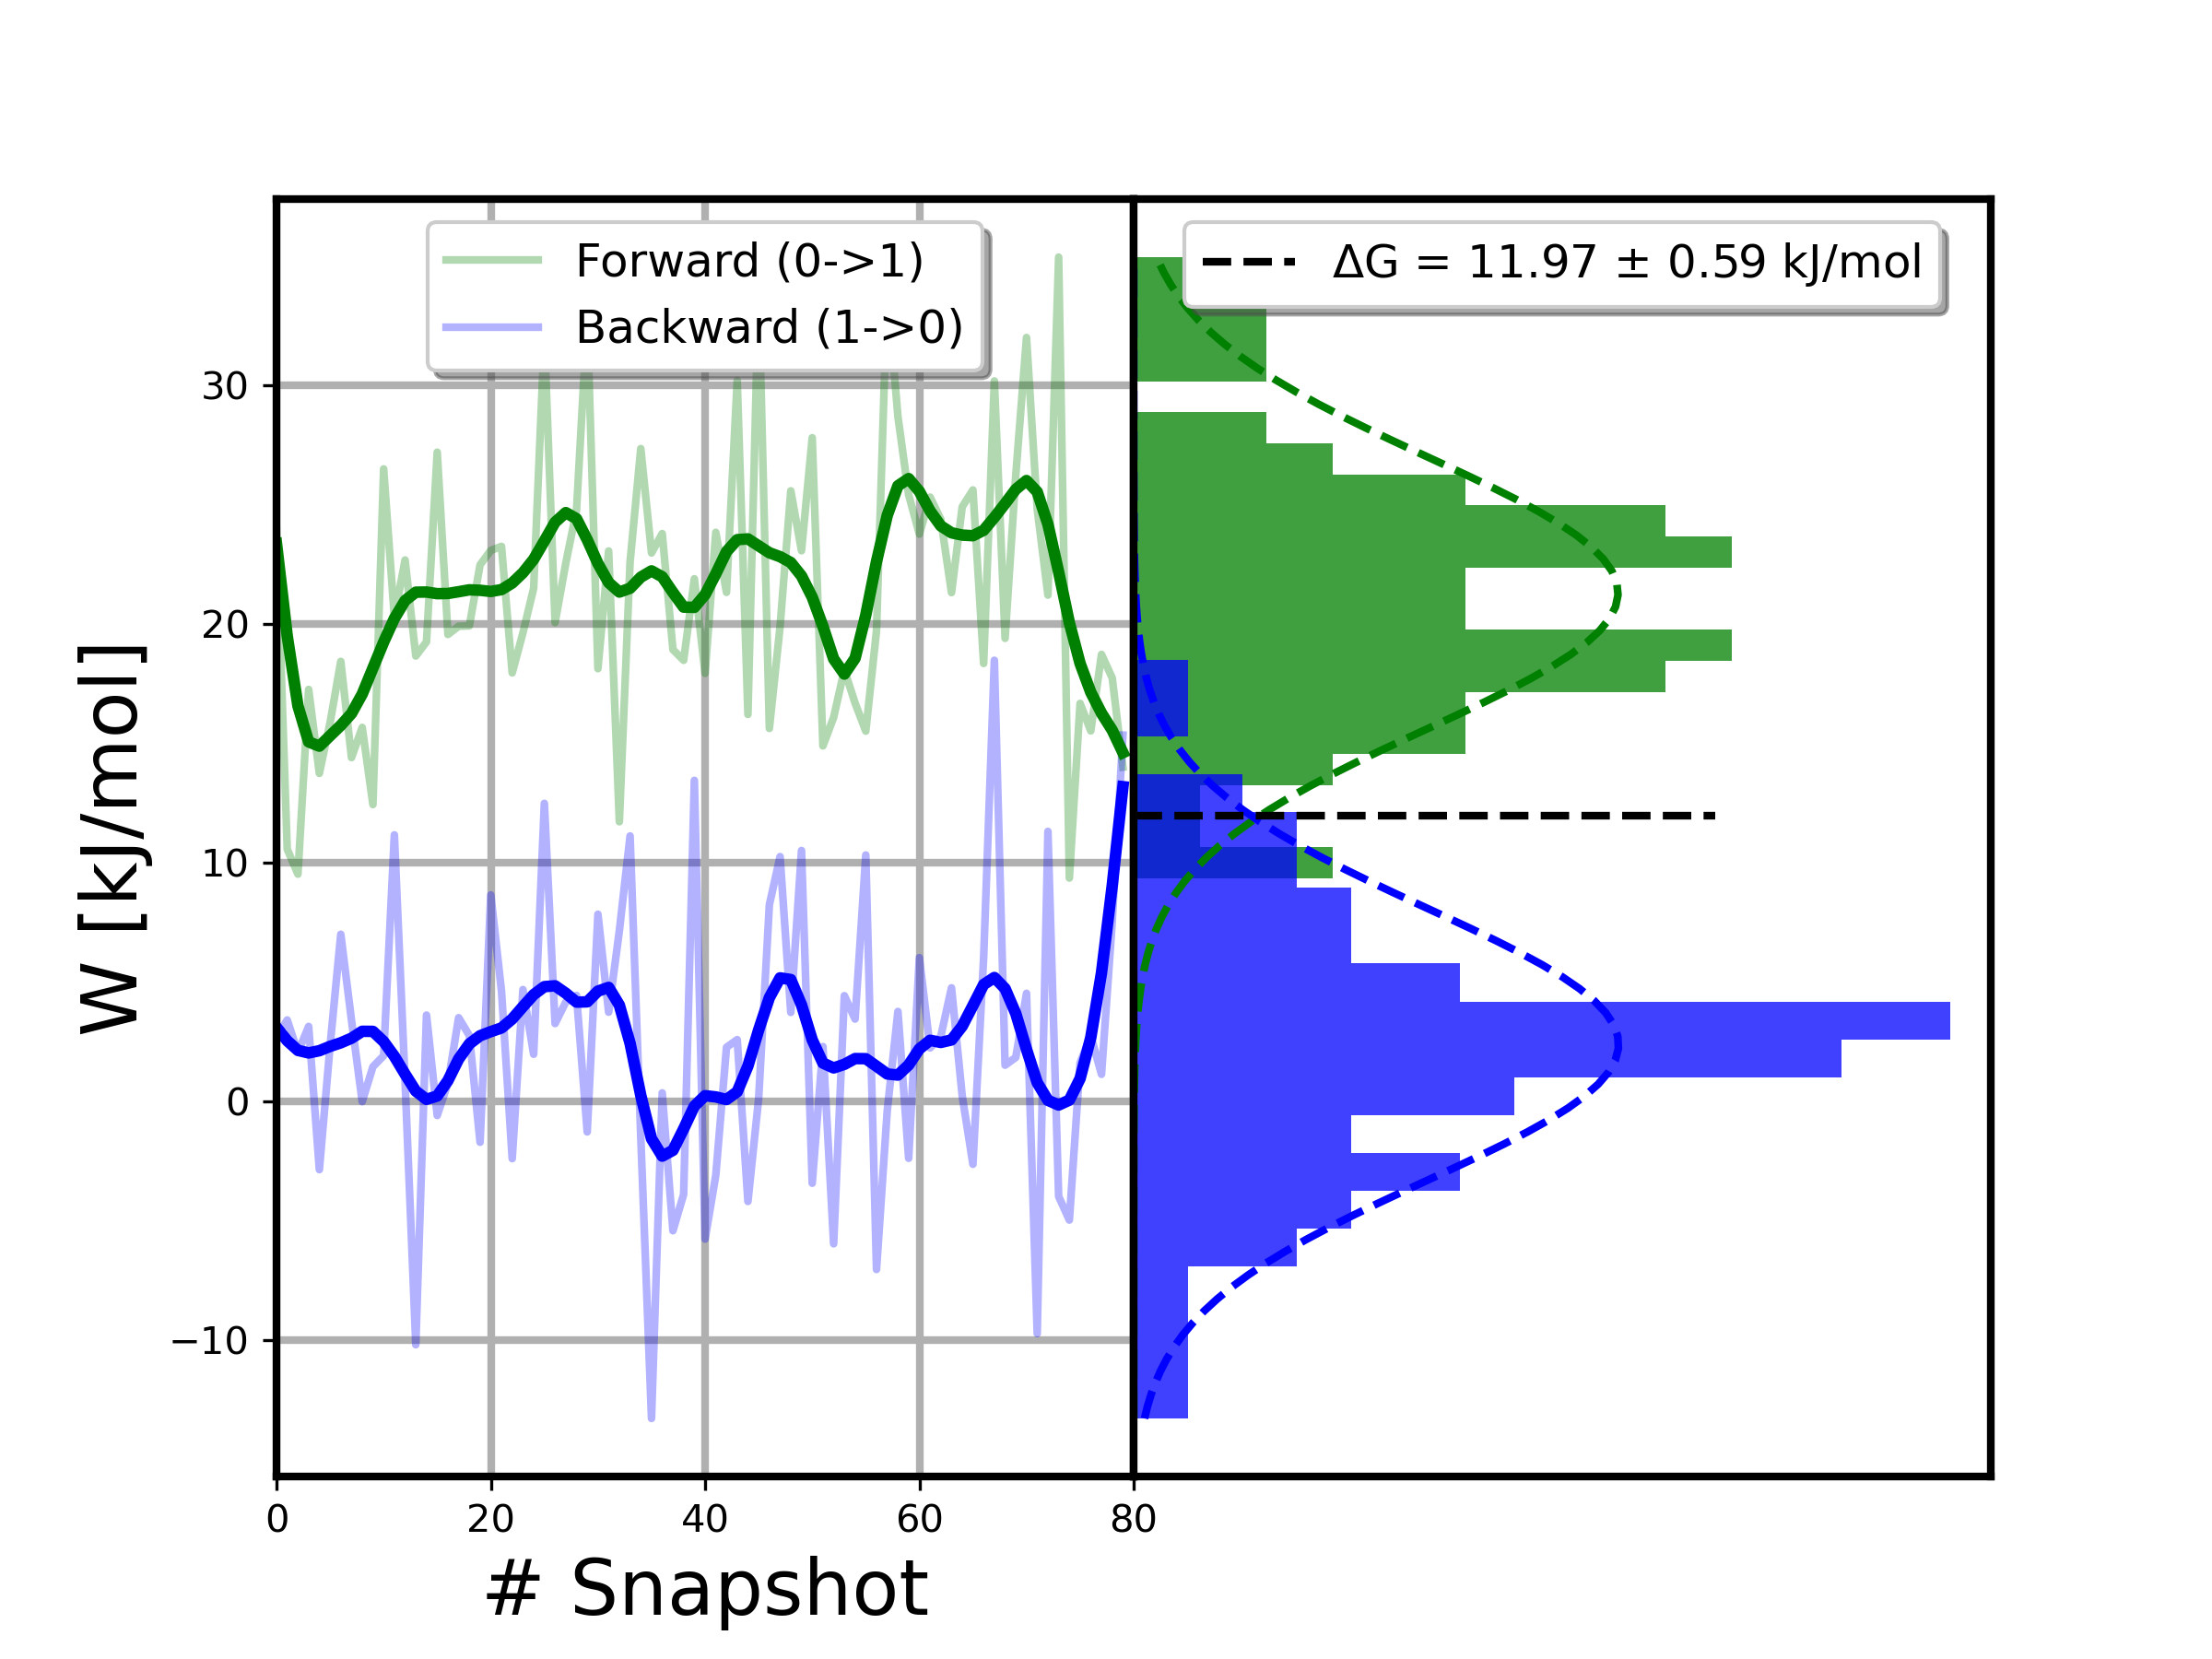 Forward (0->1)
Backward (1->0)
ΔG = 11.97 ± 0.59 kJ/mol
W [kJ/mol]
30
20
10
0
−10
0 20 40 60 80
# Snapshot